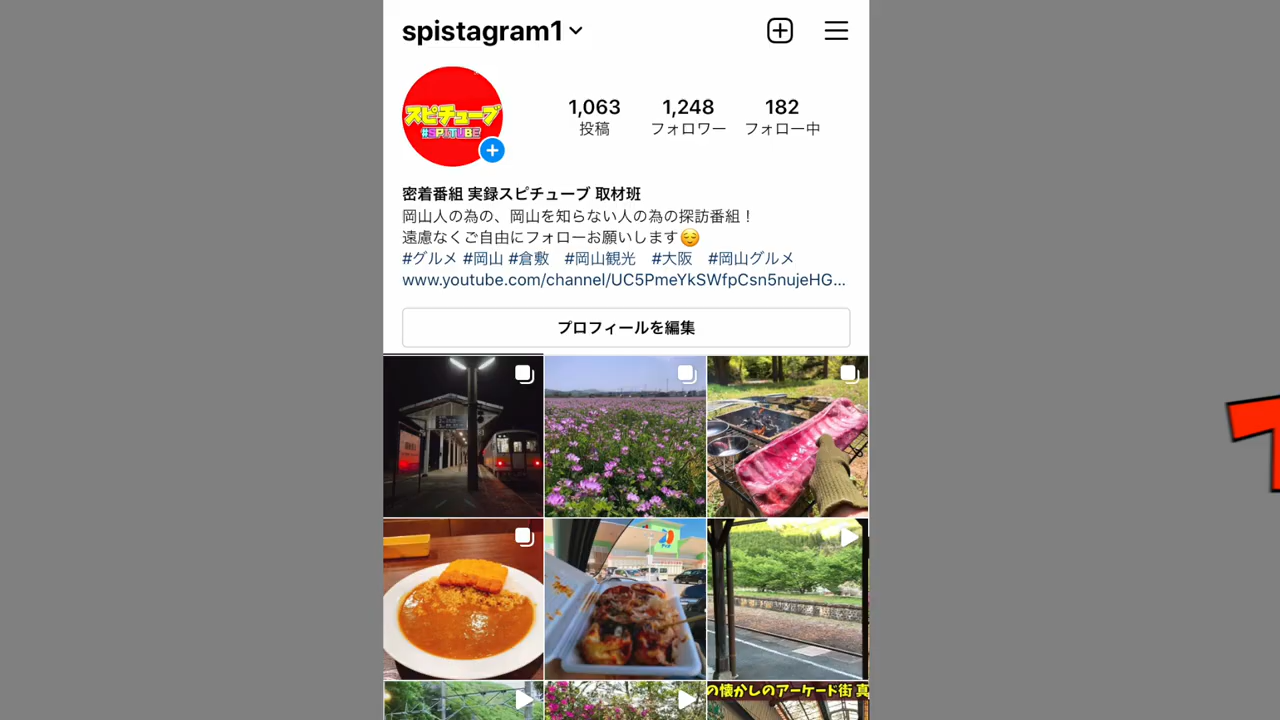 spistagram1
スピチューブ
#SPITUBE
1,063
投稿
1,248
フォロワー
182
フォロー中
密着番組 実録スピチューブ 取材班
岡山人の為の、岡山を知らない人の為の探訪番組！
遠慮なくご自由にフォローお願いします😌
#グルメ #岡山 #倉敷　#岡山観光　#大阪　#岡山グルメ
www.youtube.com/channel/UC5PmeYkSWfpCsn5nujeHG...
プロフィールを編集
の懐かしのアーケード街 真